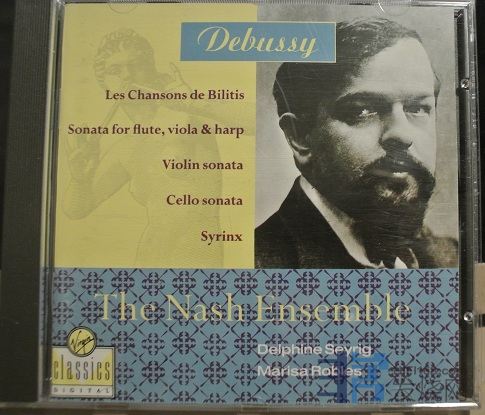 Debussy
Les Chansons de Bilitis
Sonata for flute, viola & harp
Violin sonata
Cello sonata
Syrinx
The Nash Ensemble
Delphine Seyrig
Marisa Robles
Virgin
classics
DIGITAL